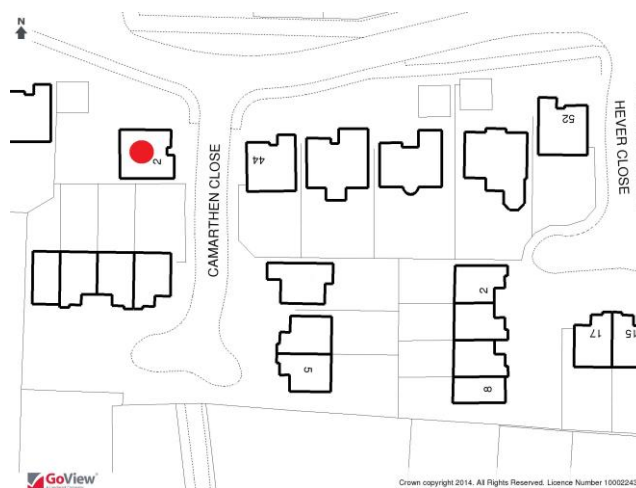 N
HEVER CLOSE
52
2
44
CAMARTHEN CLOSE
2
17
15
5
8
GoView
Crown copyright 2014. All Rights Reserved. Licence Number 10002243